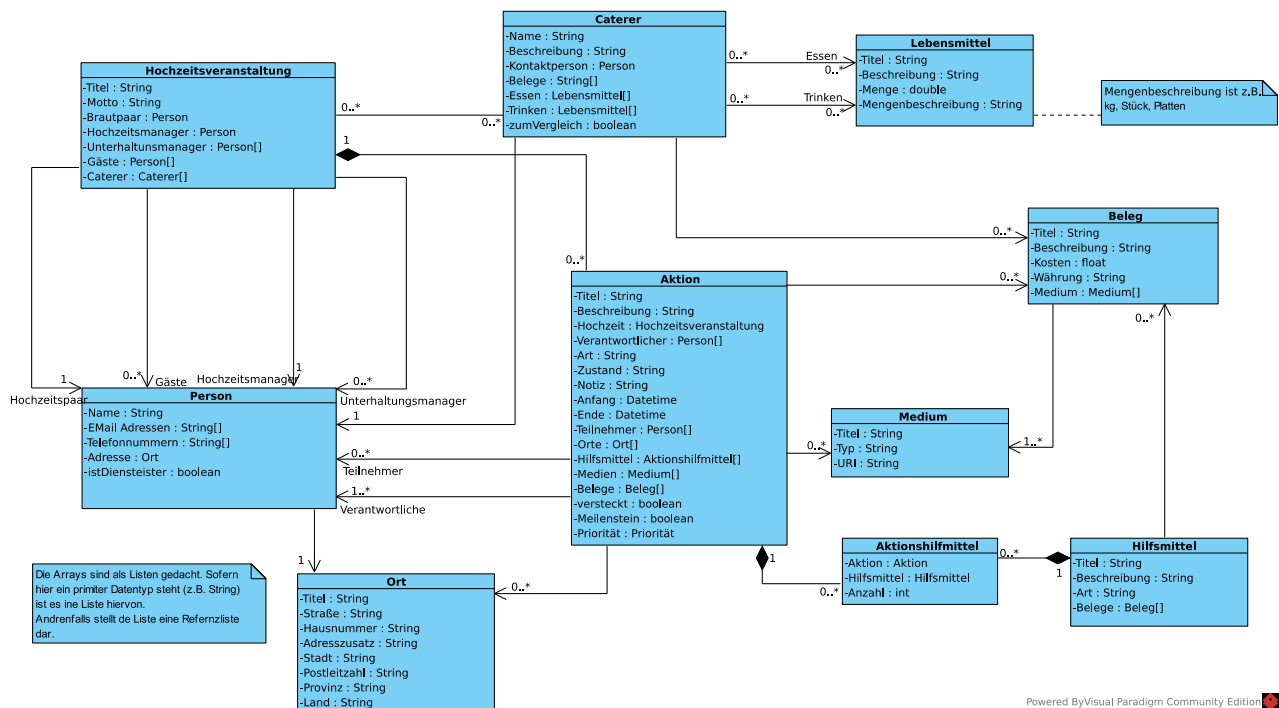 Caterer
-Name : String
-Beschreibung : String
-Kontaktperson : Person
-Belege : String[]
-Essen : Lebensmittel[]
-Trinken : Lebensmittel[]
-zumVergleich : boolean
Lebensmittel
-Titel : String
-Beschreibung : String
-Menge : double
-Mengenbeschreibung : String
Mengenbeschreibung ist z.B.
kg, Stück, Platten
0..*
Essen
0..*
0..*
Trinken
0..*
Hochzeitsveranstaltung
-Titel : String
-Motto : String
-Brautpaar : Person
-Hochzeitsmanager : Person
-Unterhaltunsmanager : Person[]
-Gäste : Person[]
-Caterer : Caterer[]
0..*
0..*
1
0..*
Beleg
-Titel : String
-Beschreibung : String
-Kosten : float
-Währung : String
-Medium : Medium[]
0..*
0..*
0..*
Aktion
-Titel : String
-Beschreibung : String
-Hochzeit : Hochzeitsveranstaltung
-Verantwortlicher : Person[]
-Art : String
-Zustand : String
-Notiz : String
-Anfang : Datetime
-Ende : Datetime
-Teilnehmer : Person[]
-Orte : Ort[]
-Hilfsmittel : Aktionshilfmittel[]
-Medien : Medium[]
-Belege : Beleg[]
-versteckt : boolean
-Meilenstein : boolean
-Priorität : Priorität
1
Hochzeitspaar
0..*
Gäste
1
Hochzeitsmanager
0..*
Unterhaltungsmanager
1
0..*
Teilnehmer
1..*
Verantwortliche
Person
-Name : String
-EMail Adressen : String[]
-Telefonnummern : String[]
-Adresse : Ort
-istDiensteister : boolean
Medium
-Titel : String
-Typ : String
-URI : String
0..*
1..*
Aktionshilfmittel
-Aktion : Aktion
-Hilfsmittel : Hilfsmittel
-Anzahl : int
1
0..*
0..*
1
Hilfsmittel
-Titel : String
-Beschreibung : String
-Art : String
-Belege : Beleg[]
1
0..*
Ort
-Titel : String
-Straße : String
-Hausnummer : String
-Adresszusatz : String
-Stadt : String
-Postleitzahl : String
-Provinz : String
-Land : String
Die Arrays sind als Listen gedacht. Sofern
hier ein primiter Datentyp steht (z.B. String)
ist es ine Liste hiervon.
Andrenfalls stellt de Liste eine Refernzliste
dar.
Powered ByVisual Paradigm Community Edition